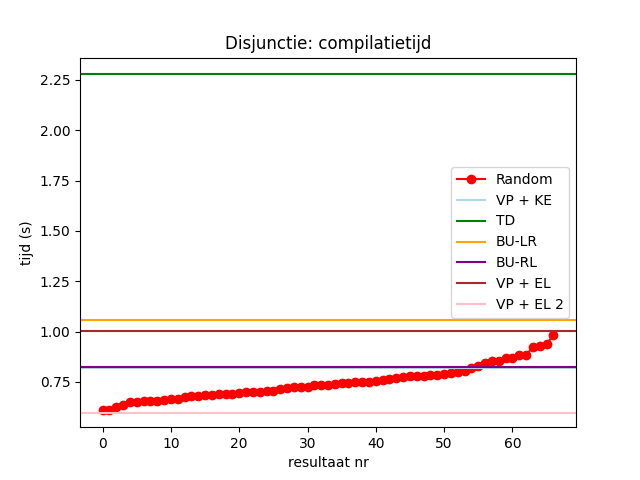 Disjunctie: compilatietijd
tijd (s)
2.25
2.00
1.75
1.50
1.25
1.00
0.75
Random
VP + KE
TD
BU-LR
BU-RL
VP + EL
VP + EL 2
0 10 20 30 40 50 60
resultaat nr